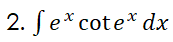 2. ∫ eˣ cot eˣ dx